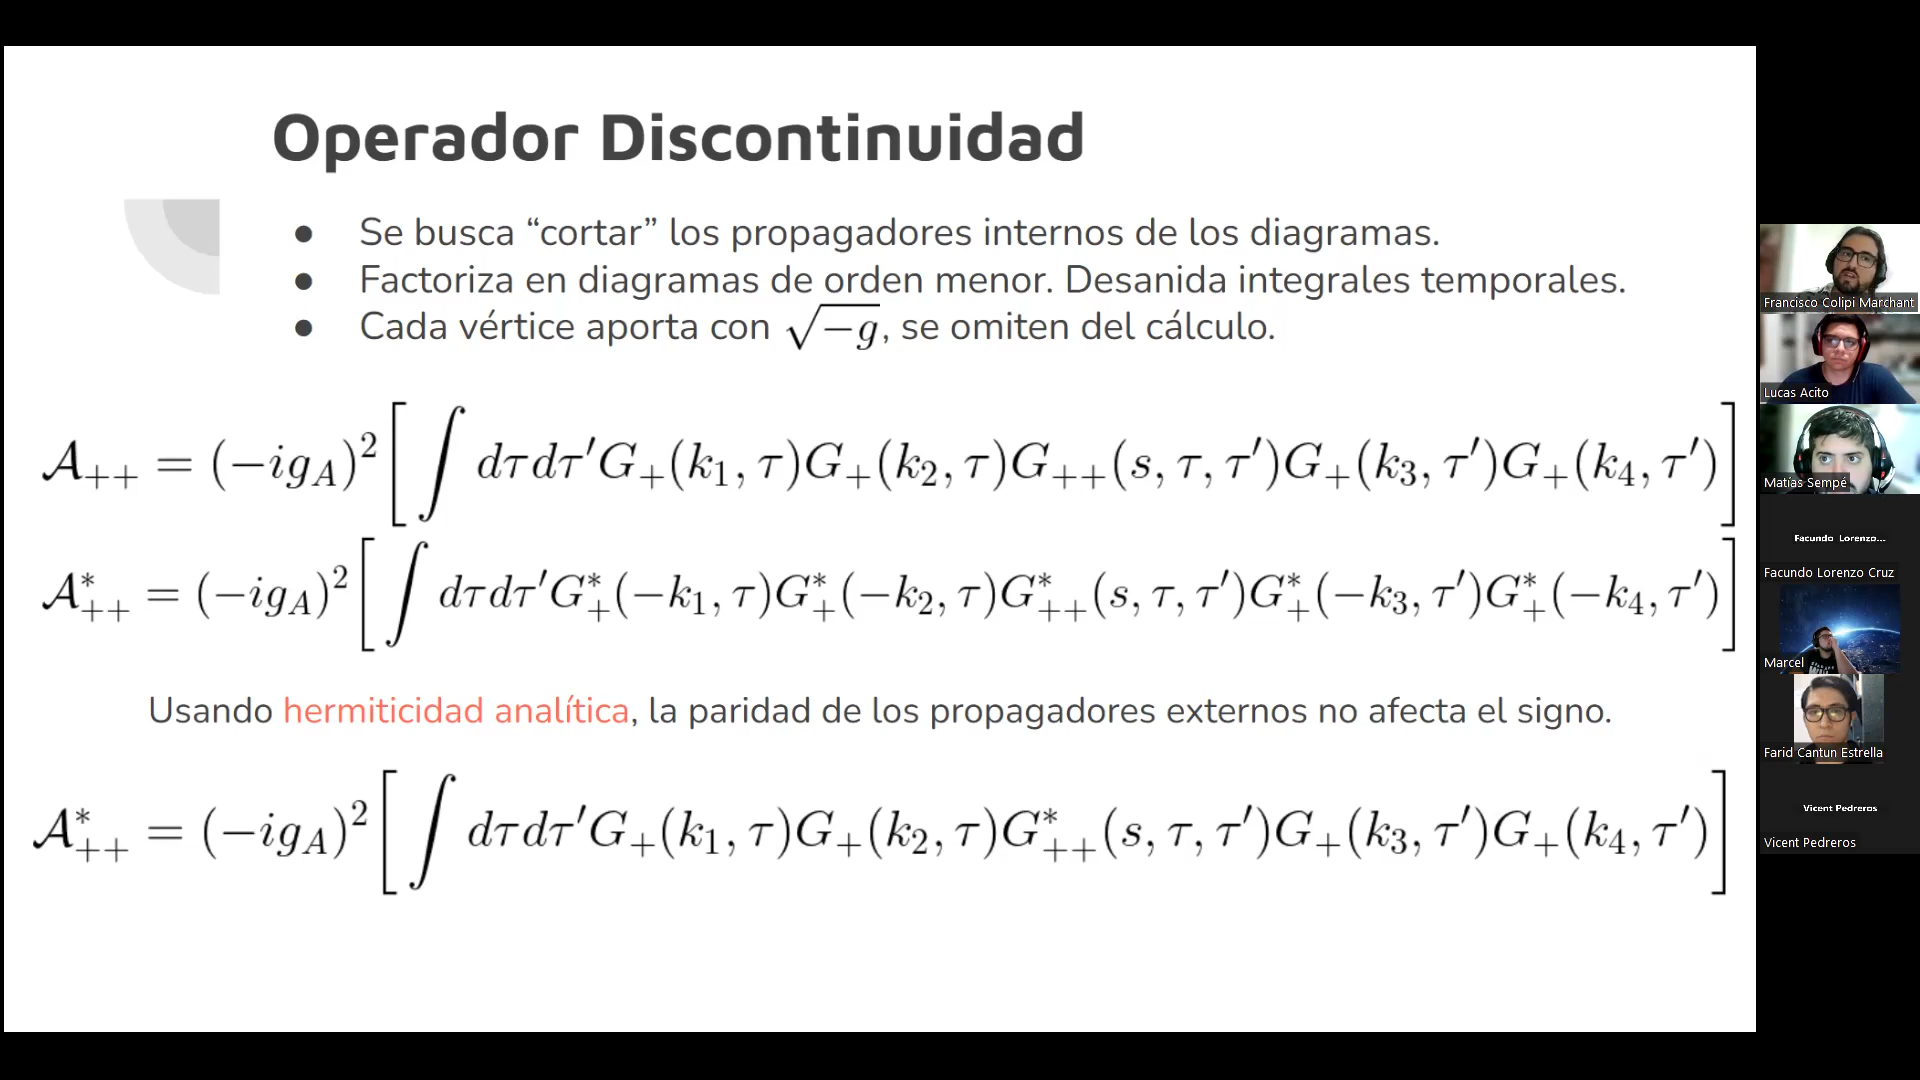 Operador Discontinuidad
● Se busca “cortar” los propagadores internos de los diagramas.
● Factoriza en diagramas de orden menor. Desanida integrales temporales.
● Cada vértice aporta con √−g, se omiten del cálculo.
𝒜₊₊ = (−ig_A)² [ ∫ dτdτ′G₊(k₁, τ)G₊(k₂, τ)G₊₊(s, τ, τ′)G₊(k₃, τ′)G₊(k₄, τ′) ]
𝒜*₊₊ = (−ig_A)² [ ∫ dτdτ′G*₊(−k₁, τ)G*₊(−k₂, τ)G*₊₊(s, τ, τ′)G*₊(−k₃, τ′)G*₊(−k₄, τ′) ]
Usando hermiticidad analítica, la paridad de los propagadores externos no afecta el signo.
𝒜*₊₊ = (−ig_A)² [ ∫ dτdτ′G₊(k₁, τ)G₊(k₂, τ)G*₊₊(s, τ, τ′)G₊(k₃, τ′)G₊(k₄, τ′) ]
Francisco Colipi Marchant
Lucas Acito
Matías Sempé
Facundo Lorenzo...
Facundo Lorenzo Cruz
Marcel
Farid Cantun Estrella
Vicent Pedreros
Vicent Pedreros